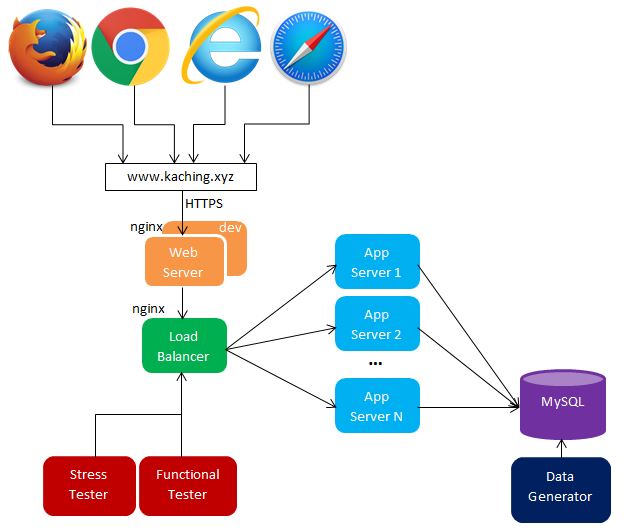 www.kaching.xyz
HTTPS
nginx
dev
Web
Server
nginx
Load
Balancer
App
Server 1
App
Server 2
...
App
Server N
MySQL
Stress
Tester
Functional
Tester
Data
Generator